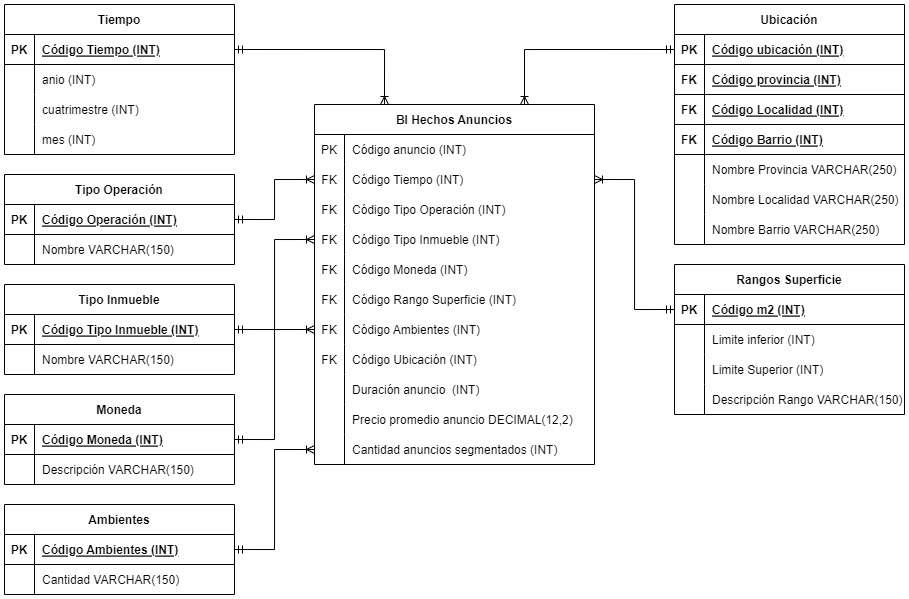 Tiempo
PK Código Tiempo (INT)
anio (INT)
cuatrimestre (INT)
mes (INT)
Tipo Operación
PK Código Operación (INT)
Nombre VARCHAR(150)
Tipo Inmueble
PK Código Tipo Inmueble (INT)
Nombre VARCHAR(150)
Moneda
PK Código Moneda (INT)
Descripción VARCHAR(150)
Ambientes
PK Código Ambientes (INT)
Cantidad VARCHAR(150)
BI Hechos Anuncios
PK Código anuncio (INT)
FK Código Tiempo (INT)
FK Código Tipo Operación (INT)
FK Código Tipo Inmueble (INT)
FK Código Moneda (INT)
FK Código Rango Superficie (INT)
FK Código Ambientes (INT)
FK Código Ubicación (INT)
Duración anuncio (INT)
Precio promedio anuncio DECIMAL(12,2)
Cantidad anuncios segmentados (INT)
Ubicación
PK Código ubicación (INT)
FK Código provincia (INT)
FK Código Localidad (INT)
FK Código Barrio (INT)
Nombre Provincia VARCHAR(250)
Nombre Localidad VARCHAR(250)
Nombre Barrio VARCHAR(250)
Rangos Superficie
PK Código m2 (INT)
Limite inferior (INT)
Limite Superior (INT)
Descripción Rango VARCHAR(150)